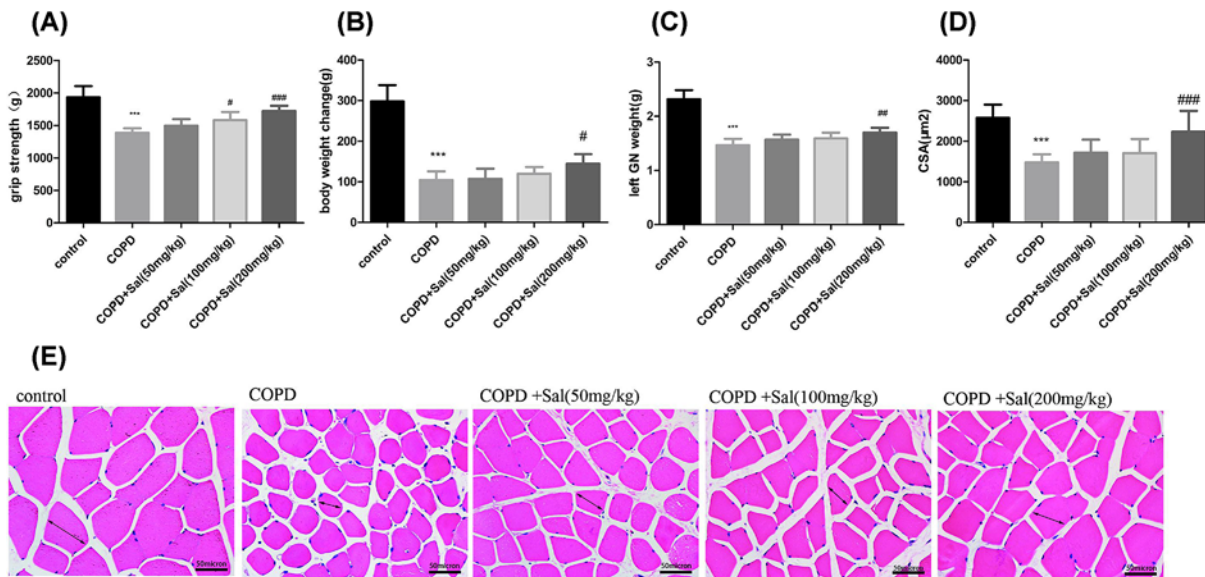 (A)
grip strength (g)
2500
2000
1500
1000
500
0
***
#
###
control
COPD
COPD+Sal(50mg/kg)
COPD+Sal(100mg/kg)
COPD+Sal(200mg/kg)
(B)
body weight change(g)
400
300
200
100
0
***
#
control
COPD
COPD+Sal(50mg/kg)
COPD+Sal(100mg/kg)
COPD+Sal(200mg/kg)
(C)
left GN weight(g)
3
2
1
0
***
##
control
COPD
COPD+Sal(50mg/kg)
COPD+Sal(100mg/kg)
COPD+Sal(200mg/kg)
(D)
CSA(μm2)
4000
3000
2000
1000
0
***
###
control
COPD
COPD+Sal(50mg/kg)
COPD+Sal(100mg/kg)
COPD+Sal(200mg/kg)
(E)
control
COPD
COPD +Sal(50mg/kg)
COPD +Sal(100mg/kg)
COPD +Sal(200mg/kg)
50micron
50micron
50micron
50micron
50micron